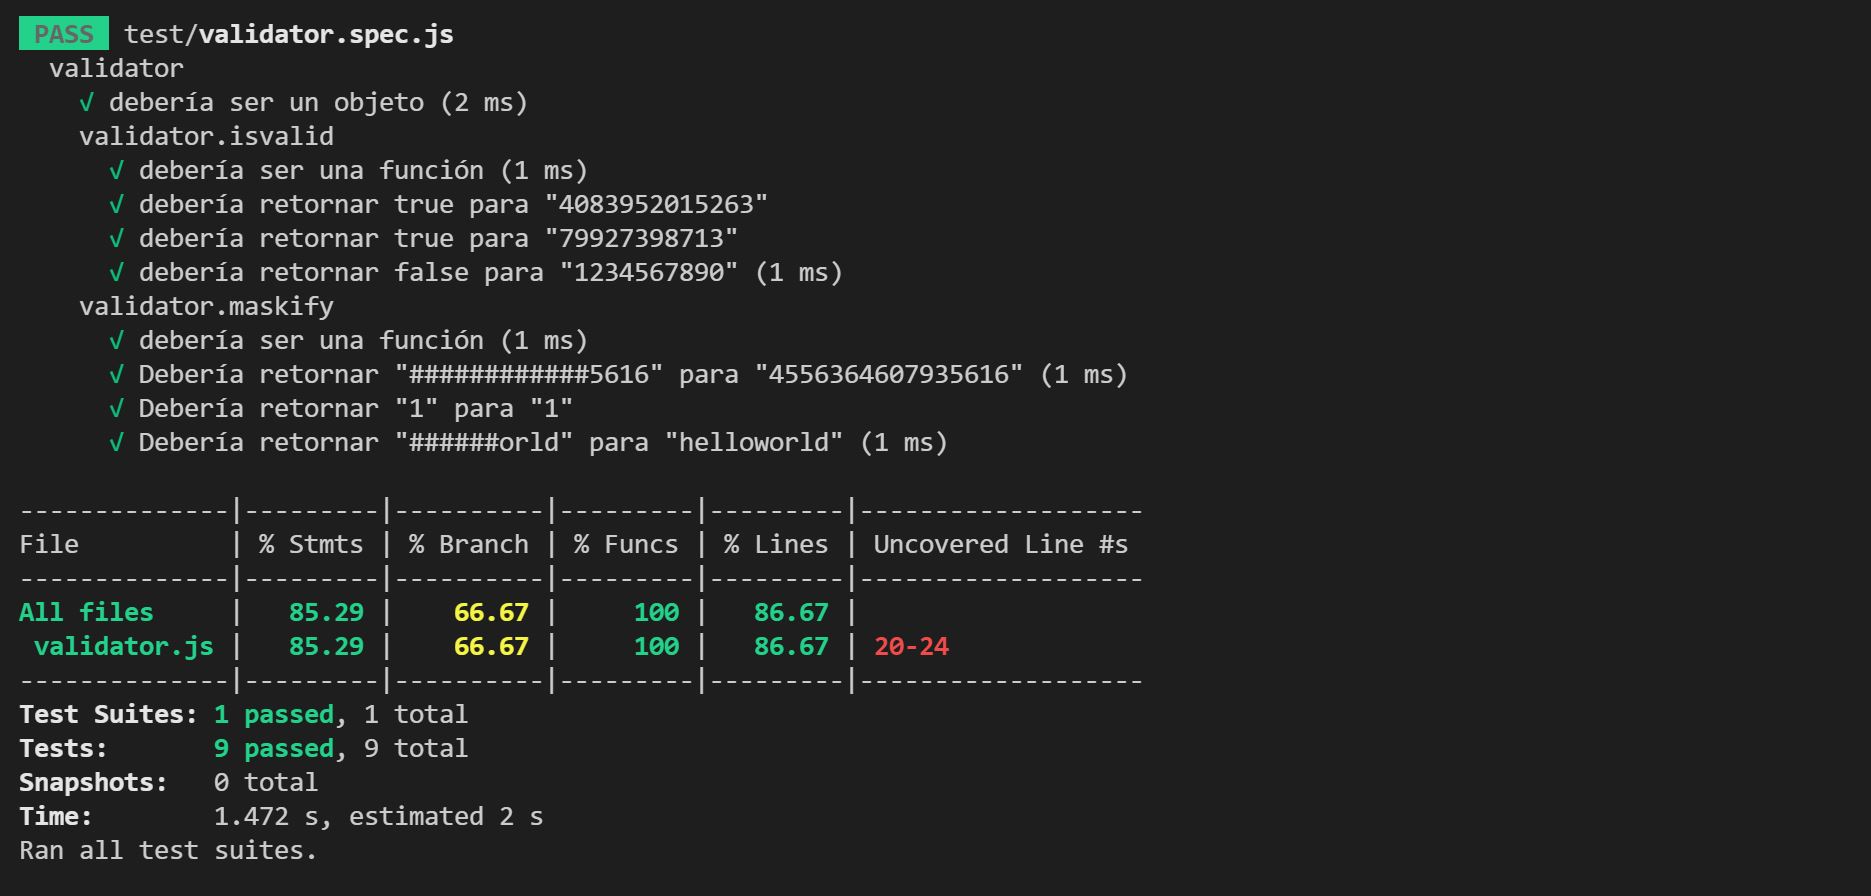 PASS test/validator.spec.js
validator
√ debería ser un objeto (2 ms)
validator.isvalid
√ debería ser una función (1 ms)
√ debería retornar true para "4083952015263"
√ debería retornar true para "79927398713"
√ debería retornar false para "1234567890" (1 ms)
validator.maskify
√ debería ser una función (1 ms)
√ Debería retornar "############5616" para "4556364607935616" (1 ms)
√ Debería retornar "1" para "1"
√ Debería retornar "######orld" para "helloworld" (1 ms)
--------------|---------|----------|---------|---------|-------------------
File          | % Stmts | % Branch | % Funcs | % Lines | Uncovered Line #s
--------------|---------|----------|---------|---------|-------------------
All files     |   85.29 |    66.67 |     100 |   86.67 |
 validator.js |   85.29 |    66.67 |     100 |   86.67 | 20-24
--------------|---------|----------|---------|---------|-------------------
Test Suites: 1 passed, 1 total
Tests:       9 passed, 9 total
Snapshots:   0 total
Time:        1.472 s, estimated 2 s
Ran all test suites.